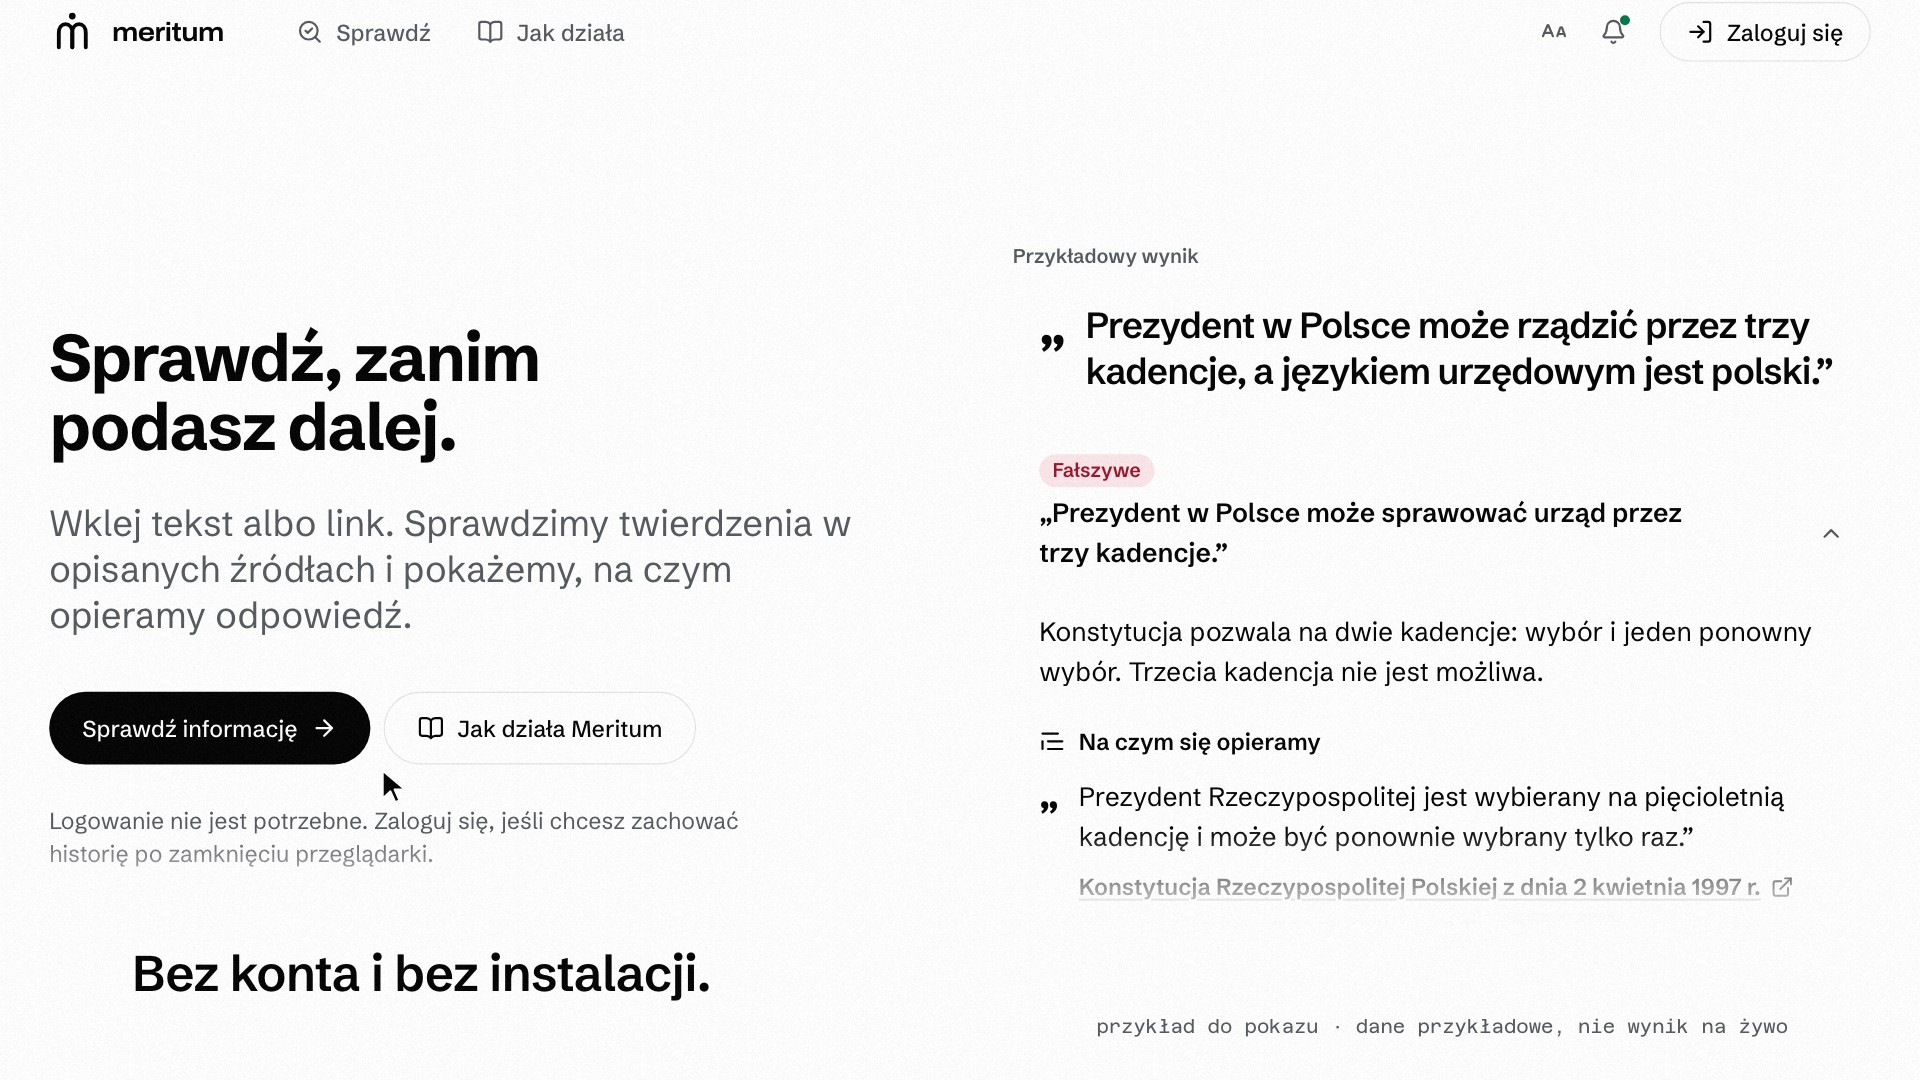 meritum
Sprawdź
Jak działa
AA
Zaloguj się
Sprawdź, zanim
podasz dalej.
Wklej tekst albo link. Sprawdzimy twierdzenia w
opisanych źródłach i pokażemy, na czym
opieramy odpowiedź.
Sprawdź informację
Jak działa Meritum
Logowanie nie jest potrzebne. Zaloguj się, jeśli chcesz zachować
historię po zamknięciu przeglądarki.
Bez konta i bez instalacji.
Przykładowy wynik
” Prezydent w Polsce może rządzić przez trzy
kadencje, a językiem urzędowym jest polski.”
Fałszywe
„Prezydent w Polsce może sprawować urząd przez
trzy kadencje.”
Konstytucja pozwala na dwie kadencje: wybór i jeden ponowny
wybór. Trzecia kadencja nie jest możliwa.
Na czym się opieramy
” Prezydent Rzeczypospolitej jest wybierany na pięcioletnią
kadencję i może być ponownie wybrany tylko raz.”
Konstytucja Rzeczypospolitej Polskiej z dnia 2 kwietnia 1997 r.
przykład do pokazu · dane przykładowe, nie wynik na żywo